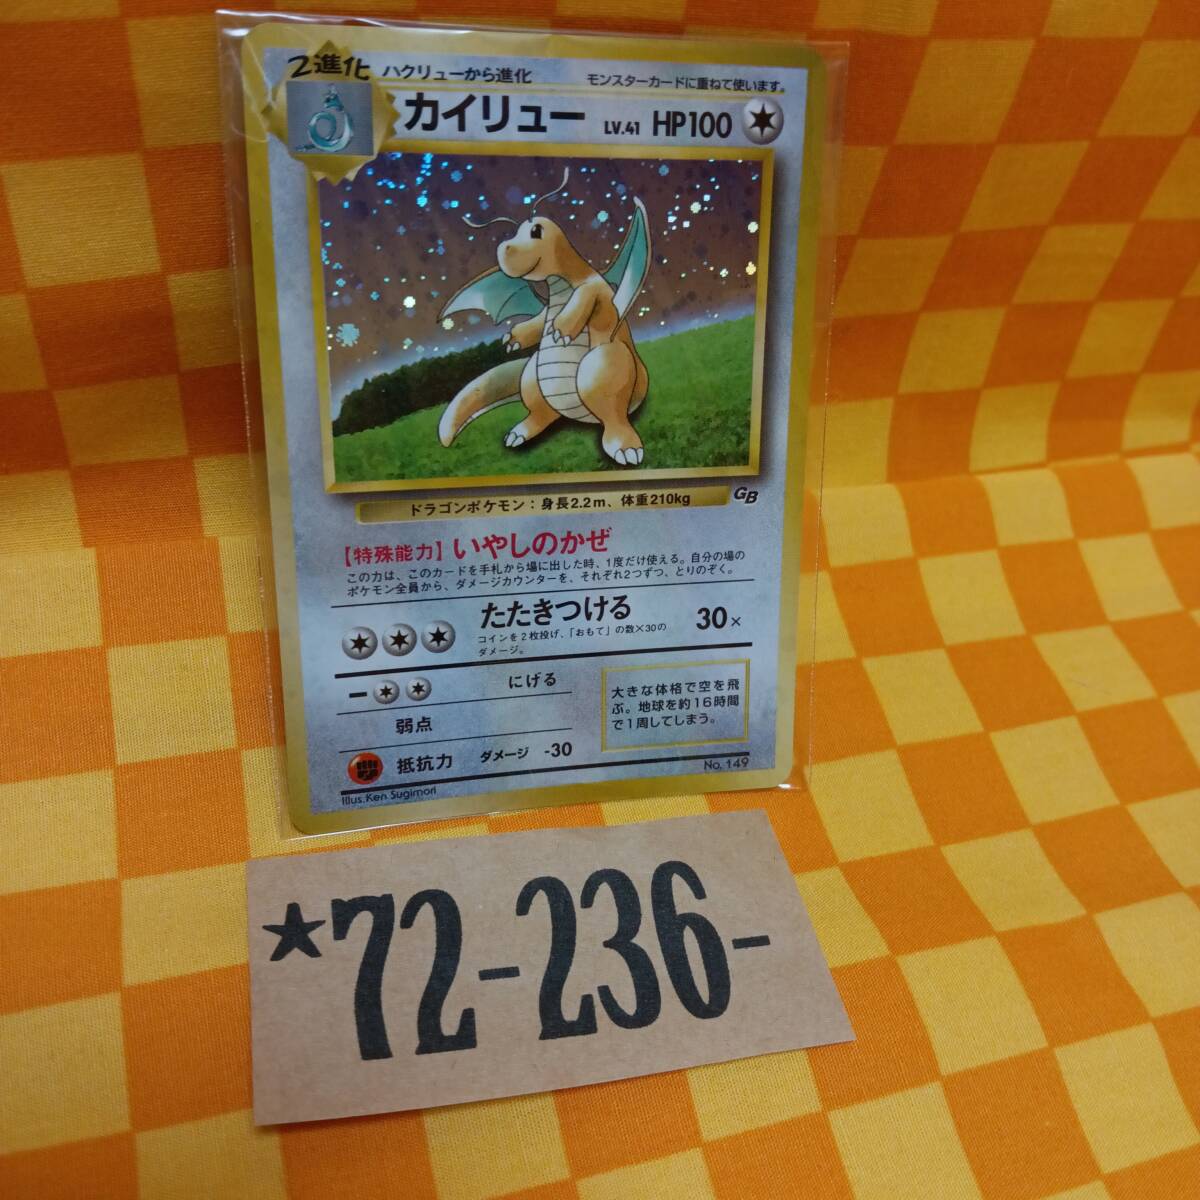 2進化 ハクリューから進化 モンスターカードに重ねて使います。
カイリュー LV.41 HP100
ドラゴンポケモン：身長2.2m、体重210kg
GB
【特殊能力】いやしのかぜ
この力は、このカードを手札から場に出した時、1度だけ使える。自分の場の
ポケモン全員から、ダメージカウンターを、それぞれ2つずつ、とりのぞく。
たたきつける 30×
コインを2枚投げ、「おもて」の数×30の
ダメージ。
にげる
弱点
抵抗力 ダメージ -30
大きな体格で空を飛
ぶ。地球を約16時間
で1周してしまう。
Illus.Ken Sugimori
No. 149
★72-236-